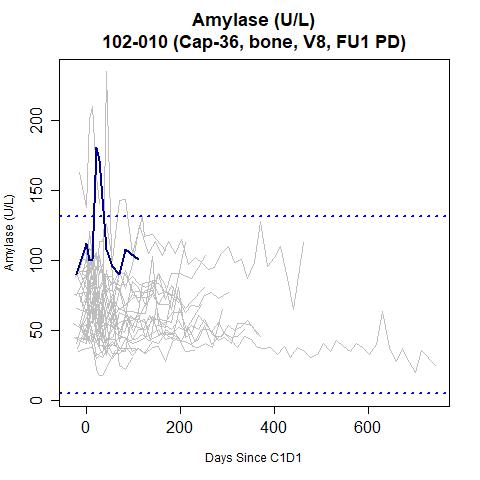 Amylase (U/L)
102-010 (Cap-36, bone, V8, FU1 PD)
Amylase (U/L)
200
150
100
50
0
0 200 400 600
Days Since C1D1